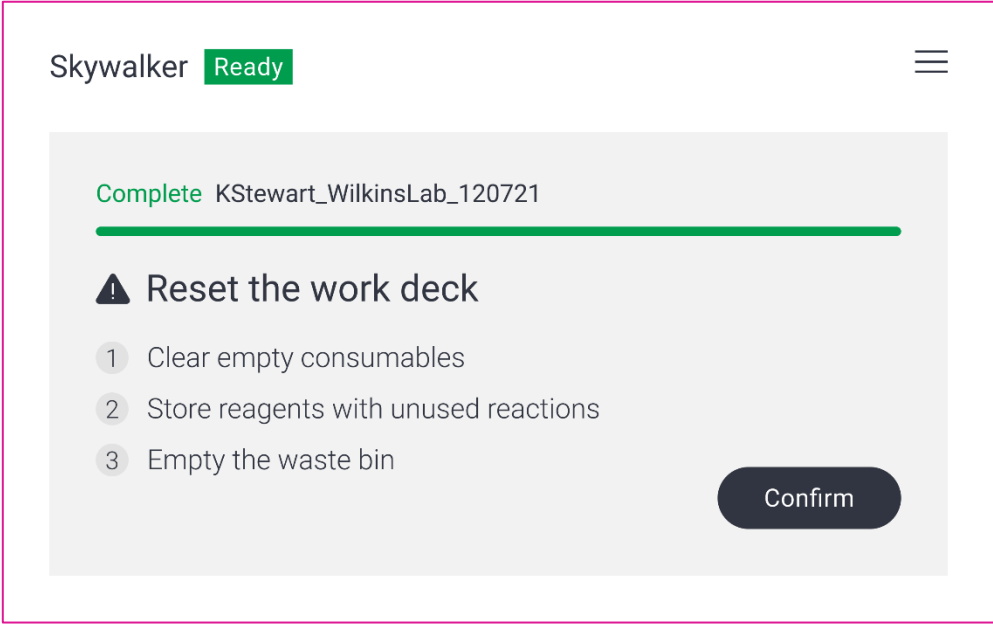 Skywalker Ready
Complete KStewart_WilkinsLab_120721
Reset the work deck
1 Clear empty consumables
2 Store reagents with unused reactions
3 Empty the waste bin
Confirm